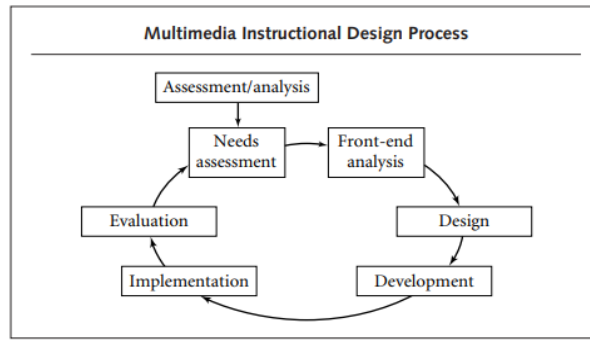 Multimedia Instructional Design Process
Assessment/analysis
Needs
assessment
Front-end
analysis
Evaluation
Design
Implementation
Development